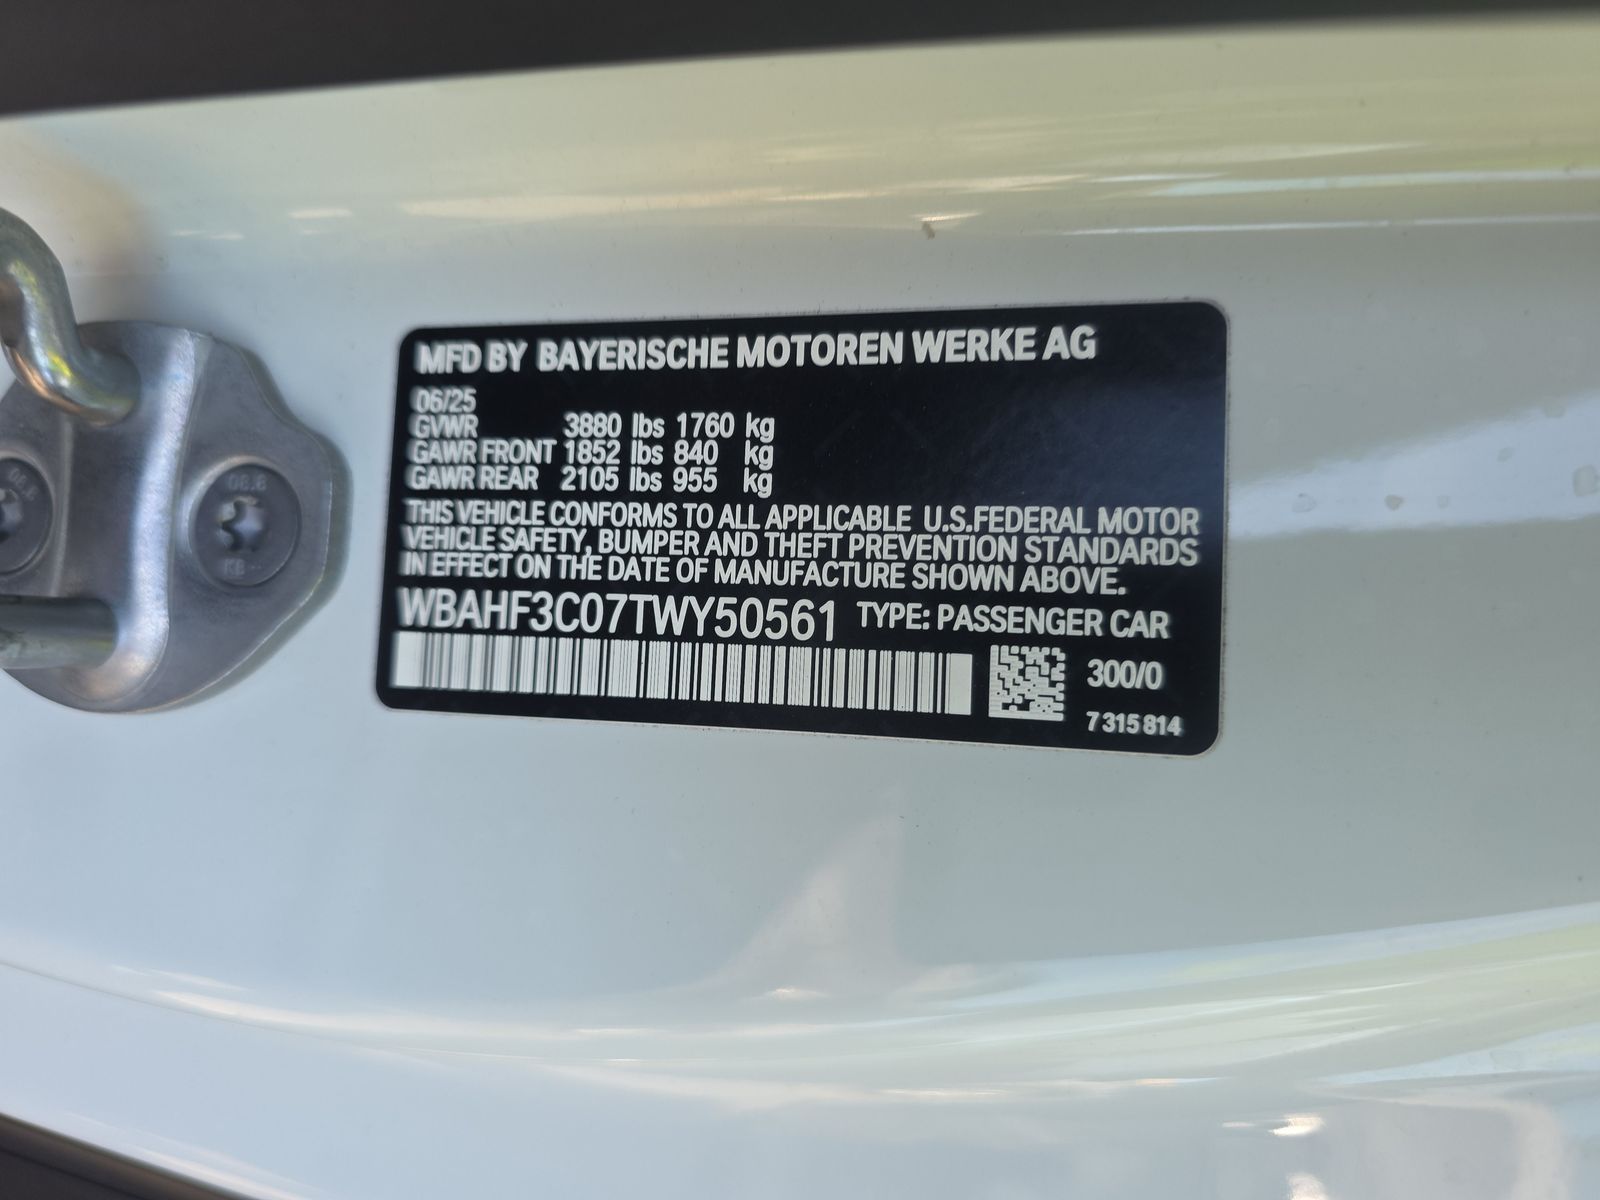 MFD BY BAYERISCHE MOTOREN WERKE AG
06/25
GVWR 3880 lbs 1760 kg
GAWR FRONT 1852 lbs 840 kg
GAWR REAR 2105 lbs 955 kg
THIS VEHICLE CONFORMS TO ALL APPLICABLE U.S.FEDERAL MOTOR
VEHICLE SAFETY, BUMPER AND THEFT PREVENTION STANDARDS
IN EFFECT ON THE DATE OF MANUFACTURE SHOWN ABOVE.
WBAHF3C07TWY50561 TYPE: PASSENGER CAR
300/0
7 315 814
08.8